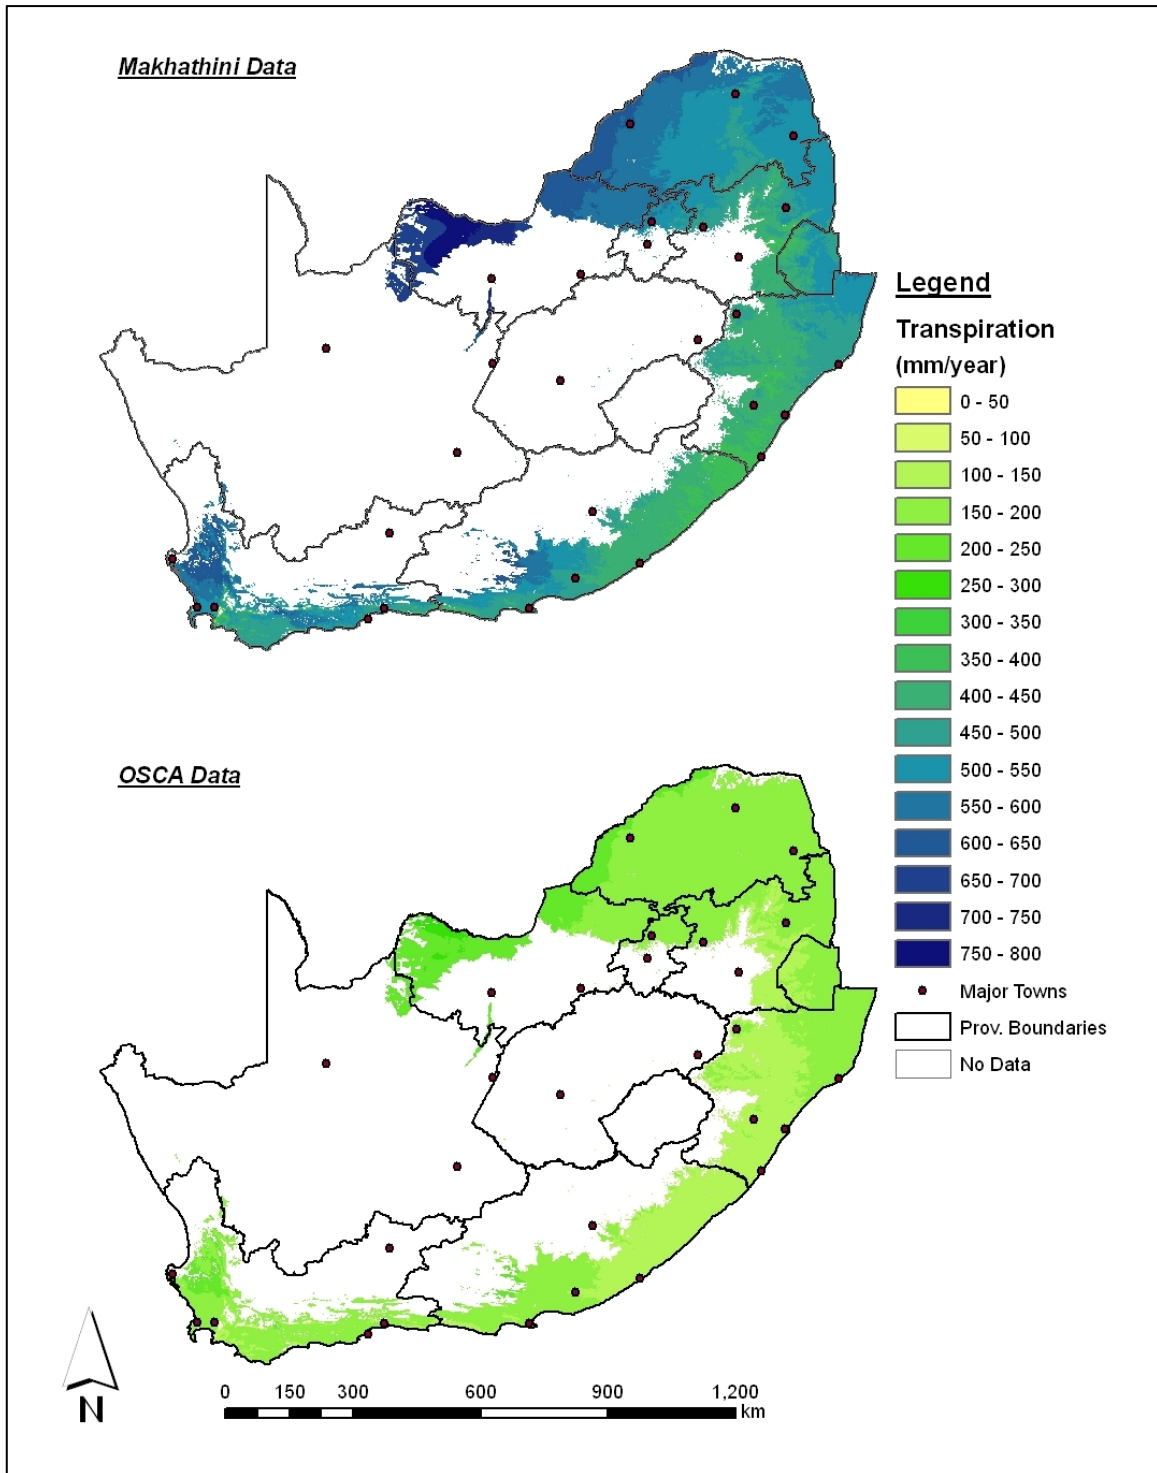 Makhathini Data
Legend
Transpiration
(mm/year)
0 - 50
50 - 100
100 - 150
150 - 200
200 - 250
250 - 300
300 - 350
350 - 400
400 - 450
450 - 500
500 - 550
550 - 600
600 - 650
650 - 700
700 - 750
750 - 800
Major Towns
Prov. Boundaries
No Data
OSCA Data
N
0 150 300 600 900 1,200
km